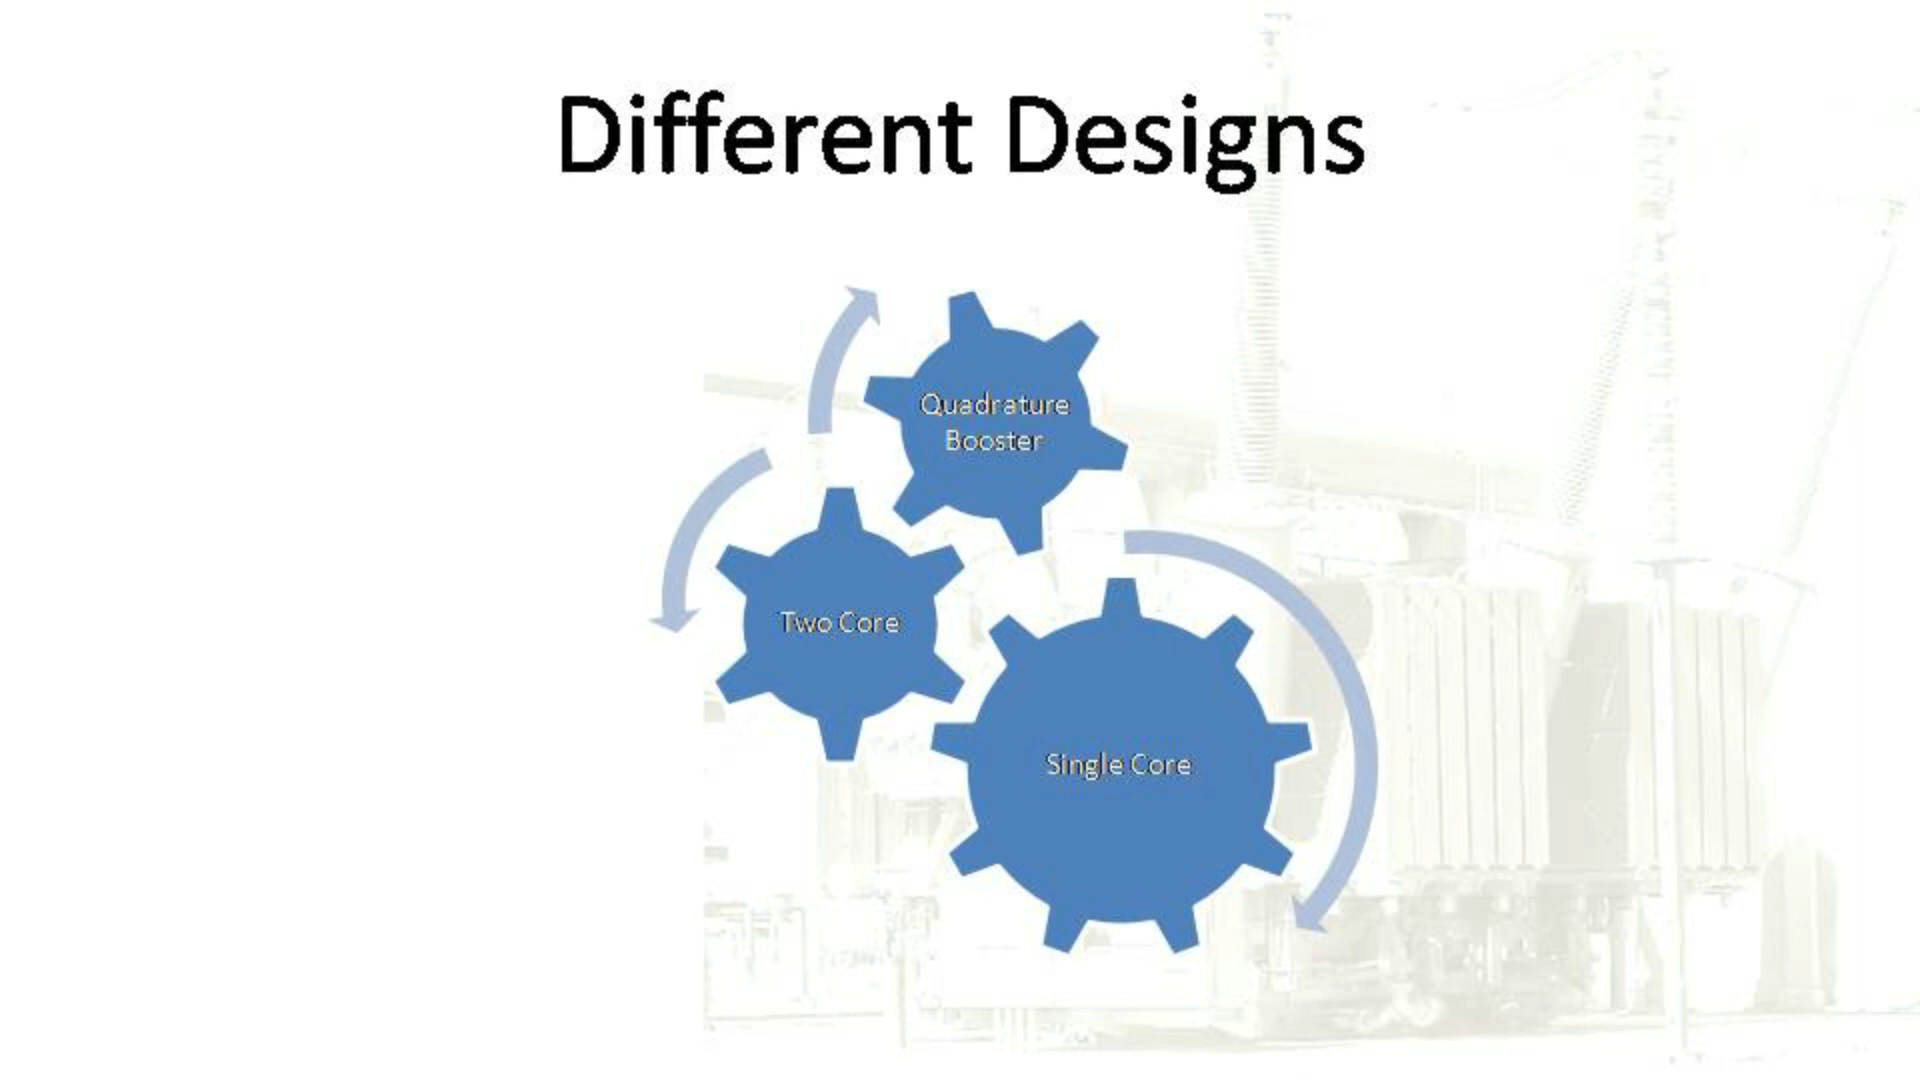 Different Designs
Quadrature
Booster
Two Core
Single Core